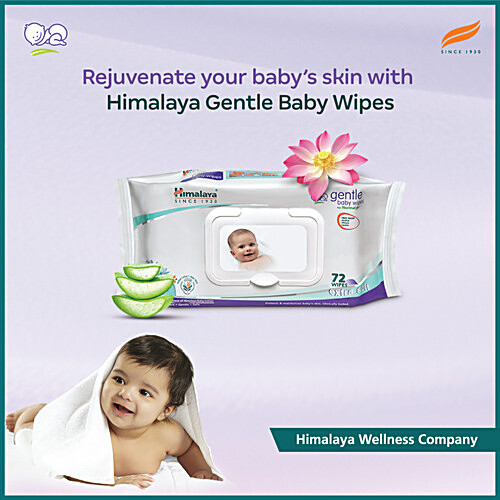 SINCE 1930
Rejuvenate your baby's skin with
Himalaya Gentle Baby Wipes
Himalaya
SINCE 1930
gentle
baby wipes
72
WIPES
Himalaya Wellness Company